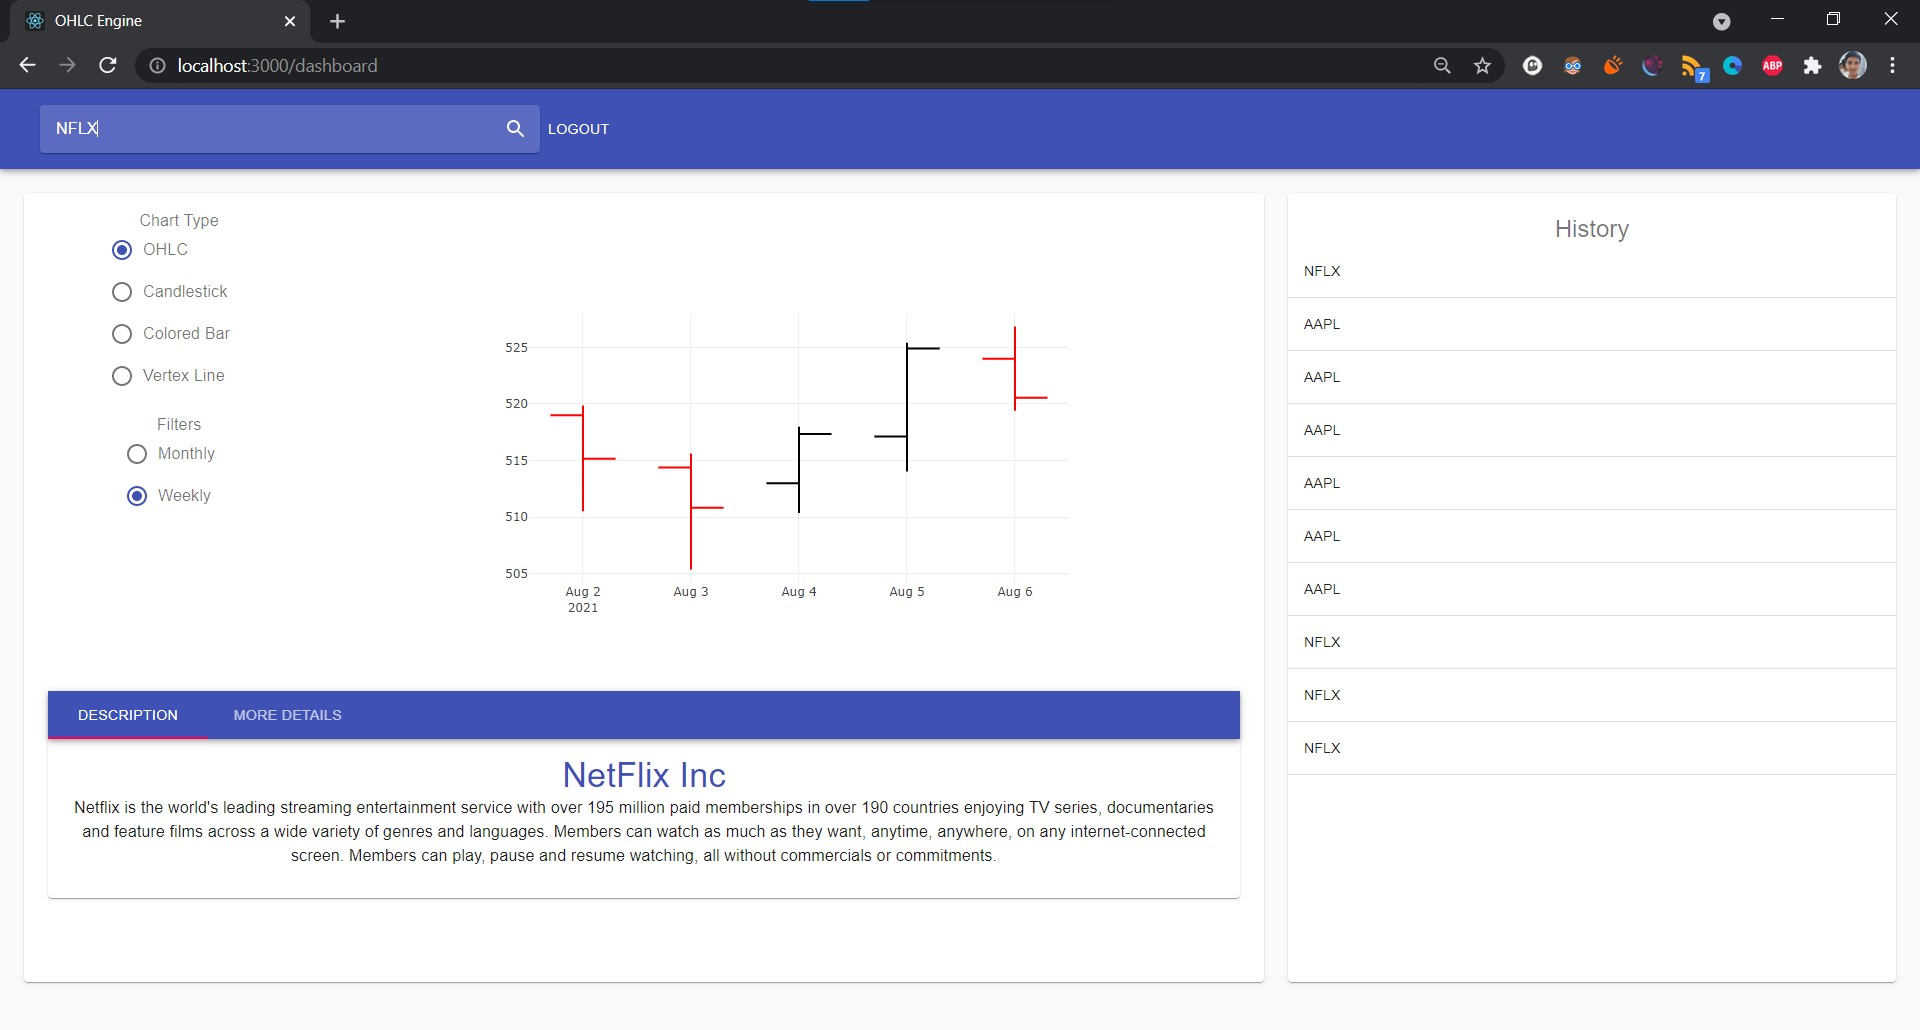 OHLC Engine
localhost:3000/dashboard
ABP
7
NFLX
LOGOUT
Chart Type
OHLC
Candlestick
Colored Bar
Vertex Line
Filters
Monthly
Weekly
525
520
515
510
505
Aug 2
2021
Aug 3
Aug 4
Aug 5
Aug 6
DESCRIPTION
MORE DETAILS
NetFlix Inc
Netflix is the world's leading streaming entertainment service with over 195 million paid memberships in over 190 countries enjoying TV series, documentaries
and feature films across a wide variety of genres and languages. Members can watch as much as they want, anytime, anywhere, on any internet-connected
screen. Members can play, pause and resume watching, all without commercials or commitments.
History
NFLX
AAPL
AAPL
AAPL
AAPL
AAPL
AAPL
NFLX
NFLX
NFLX